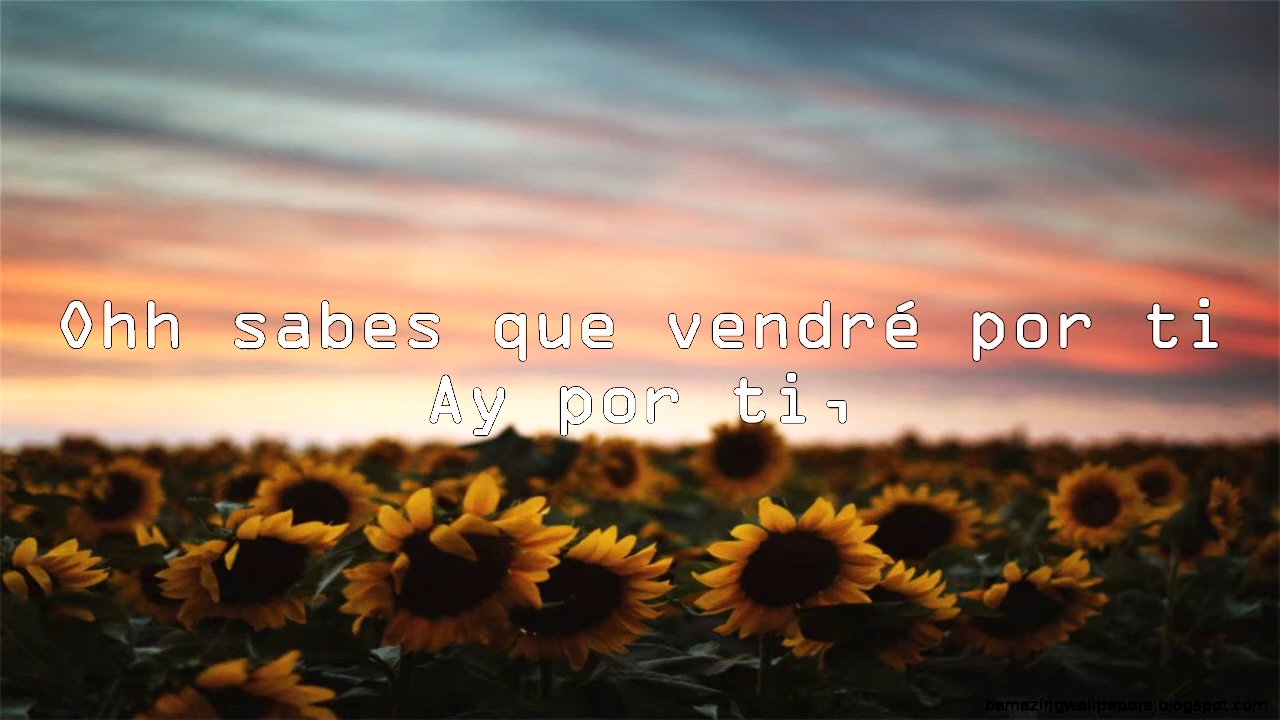 Ohh sabes que vendré por ti
Ay por ti¬
bamazingwallpapers.blogspot.com